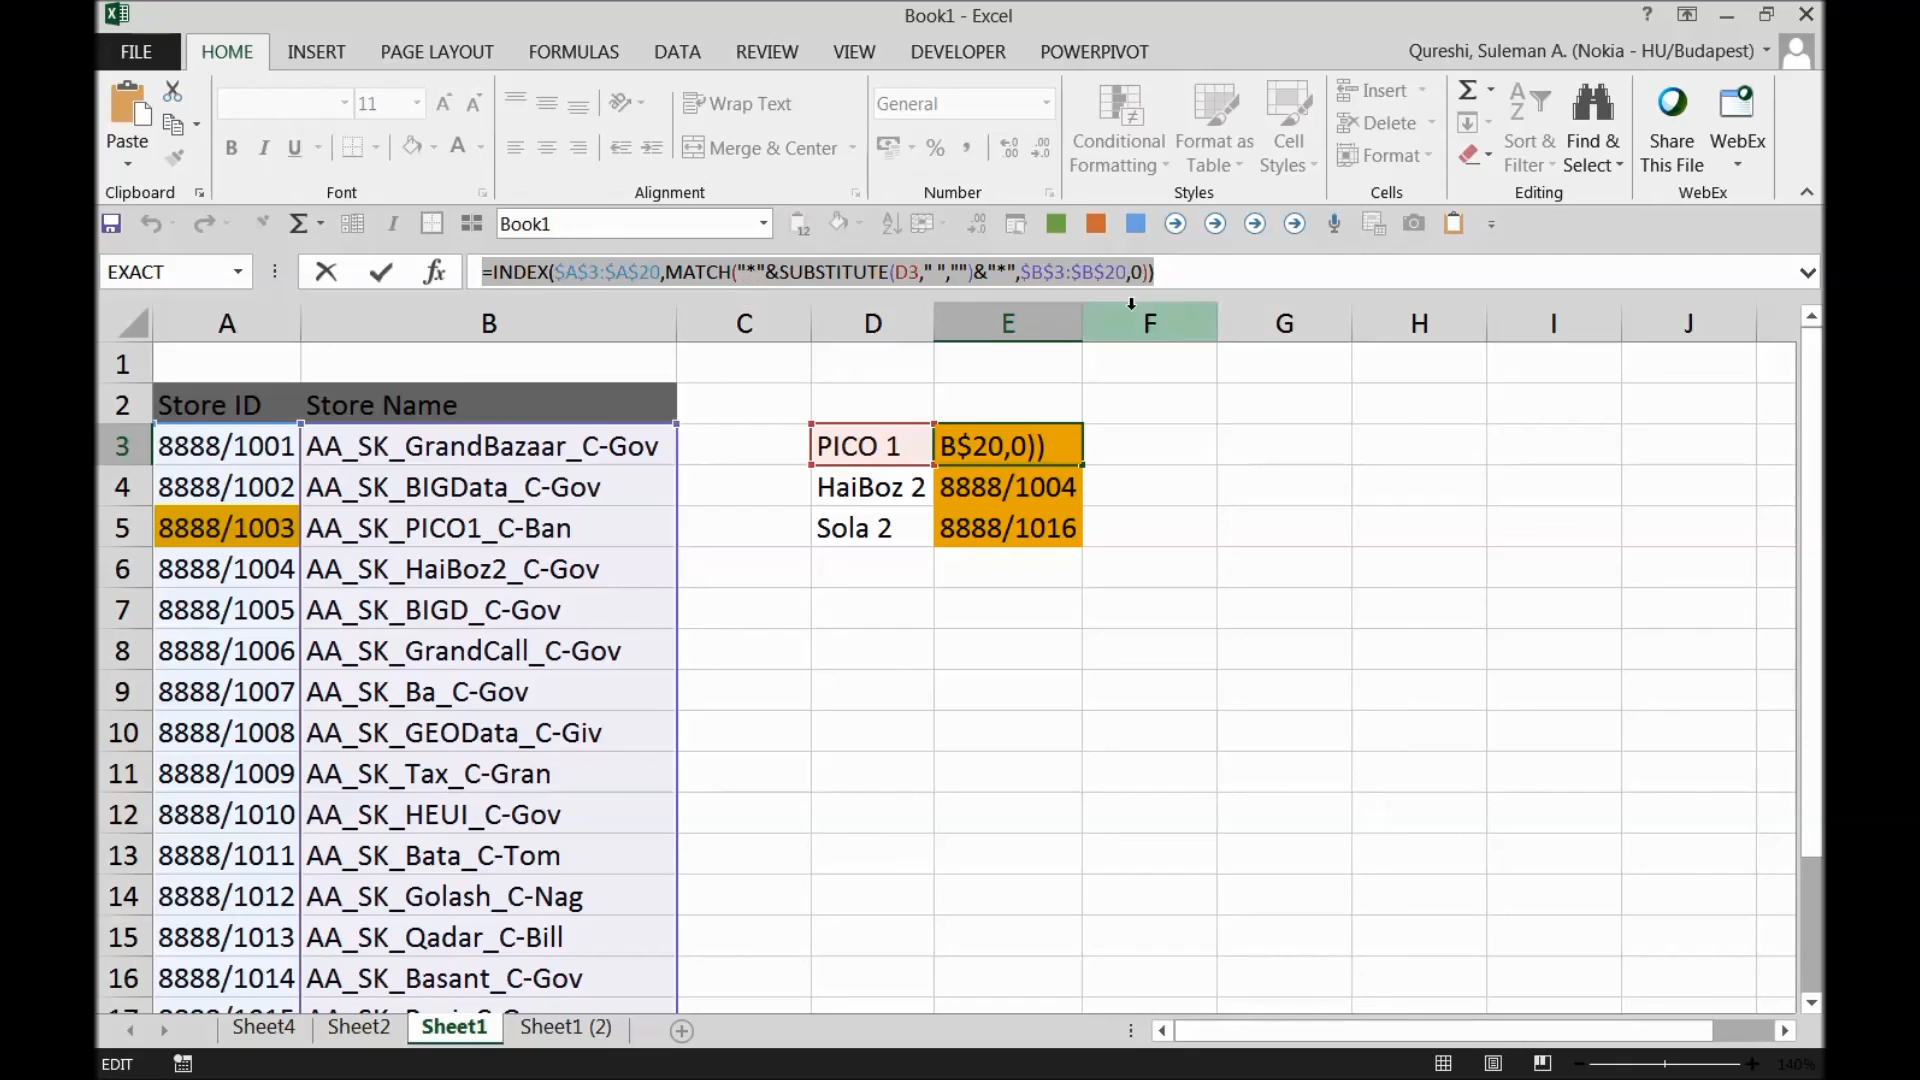 Book1 - Excel
?
FILE HOME INSERT PAGE LAYOUT FORMULAS DATA REVIEW VIEW DEVELOPER POWERPIVOT
Qureshi, Suleman A. (Nokia - HU/Budapest)
Paste
Clipboard
11
B I U
Font
Wrap Text
Merge & Center
Alignment
General
%
Number
Conditional Formatting
Format as Table
Cell Styles
Styles
Insert
Delete
Format
Cells
Sort & Filter
Find & Select
Editing
Share This File
WebEx
WebEx
Book1
EXACT
=INDEX($A$3:$A$20,MATCH("*"&SUBSTITUTE(D3," ","")&"*",$B$3:$B$20,0))
A B C D E F G H I J
1
2 Store ID Store Name
3 8888/1001 AA_SK_GrandBazaar_C-Gov PICO 1 B$20,0))
4 8888/1002 AA_SK_BIGData_C-Gov HaiBoz 2 8888/1004
5 8888/1003 AA_SK_PICO1_C-Ban Sola 2 8888/1016
6 8888/1004 AA_SK_HaiBoz2_C-Gov
7 8888/1005 AA_SK_BIGD_C-Gov
8 8888/1006 AA_SK_GrandCall_C-Gov
9 8888/1007 AA_SK_Ba_C-Gov
10 8888/1008 AA_SK_GEOData_C-Giv
11 8888/1009 AA_SK_Tax_C-Gran
12 8888/1010 AA_SK_HEUI_C-Gov
13 8888/1011 AA_SK_Bata_C-Tom
14 8888/1012 AA_SK_Golash_C-Nag
15 8888/1013 AA_SK_Qadar_C-Bill
16 8888/1014 AA_SK_Basant_C-Gov
Sheet4 Sheet2 Sheet1 Sheet1 (2)
EDIT
140%